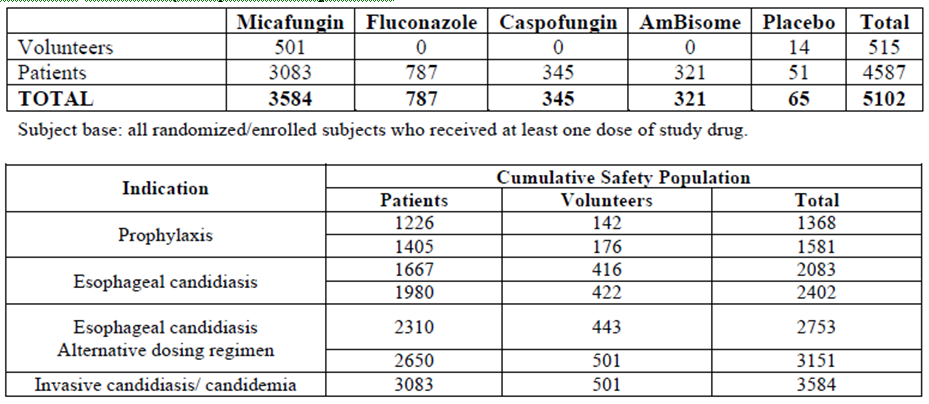 Micafungin Fluconazole Caspofungin AmBisome Placebo Total
Volunteers 501 0 0 0 14 515
Patients 3083 787 345 321 51 4587
TOTAL 3584 787 345 321 65 5102
Subject base: all randomized/enrolled subjects who received at least one dose of study drug.
Indication Cumulative Safety Population
Patients Volunteers Total
Prophylaxis 1226 142 1368
1405 176 1581
Esophageal candidiasis 1667 416 2083
1980 422 2402
Esophageal candidiasis 2310 443 2753
Alternative dosing regimen
2650 501 3151
Invasive candidiasis/ candidemia 3083 501 3584